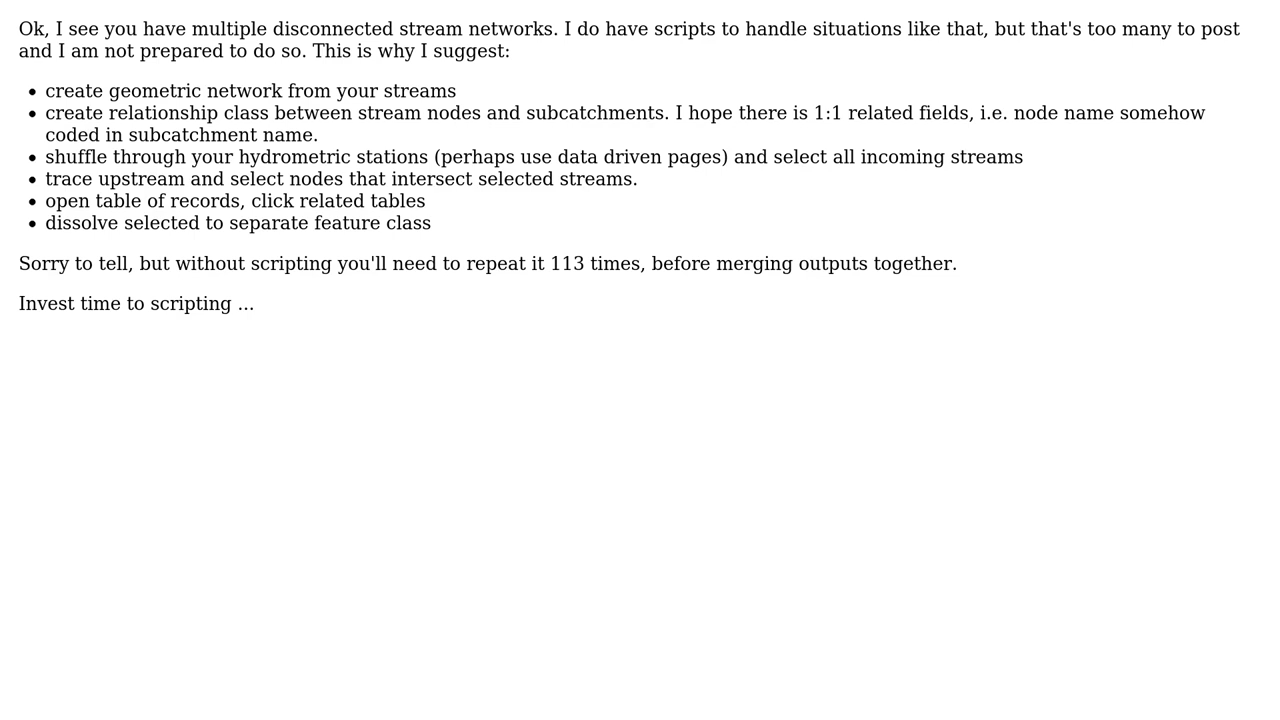 Ok, I see you have multiple disconnected stream networks. I do have scripts to handle situations like that, but that's too many to post
and I am not prepared to do so. This is why I suggest:
• create geometric network from your streams
• create relationship class between stream nodes and subcatchments. I hope there is 1:1 related fields, i.e. node name somehow
coded in subcatchment name.
• shuffle through your hydrometric stations (perhaps use data driven pages) and select all incoming streams
• trace upstream and select nodes that intersect selected streams.
• open table of records, click related tables
• dissolve selected to separate feature class
Sorry to tell, but without scripting you'll need to repeat it 113 times, before merging outputs together.
Invest time to scripting ...